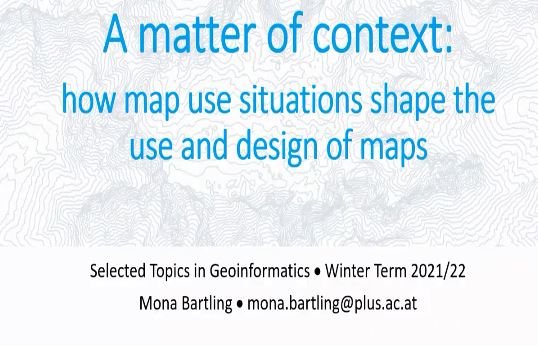 A matter of context:
how map use situations shape the
use and design of maps
Selected Topics in Geoinformatics • Winter Term 2021/22
Mona Bartling • mona.bartling@plus.ac.at